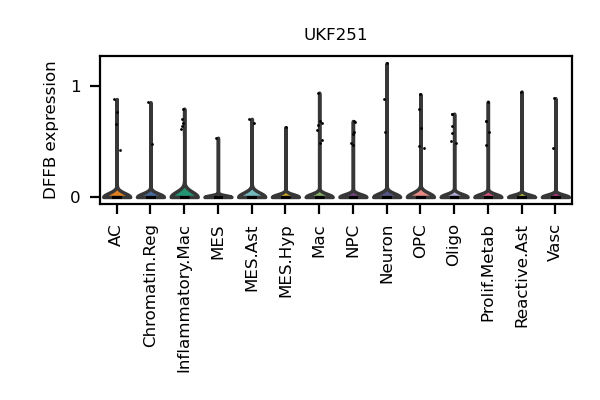 UKF251
DFFB expression
1
0
AC
Chromatin.Reg
Inflammatory.Mac
MES
MES.Ast
MES.Hyp
Mac
NPC
Neuron
OPC
Oligo
Prolif.Metab
Reactive.Ast
Vasc